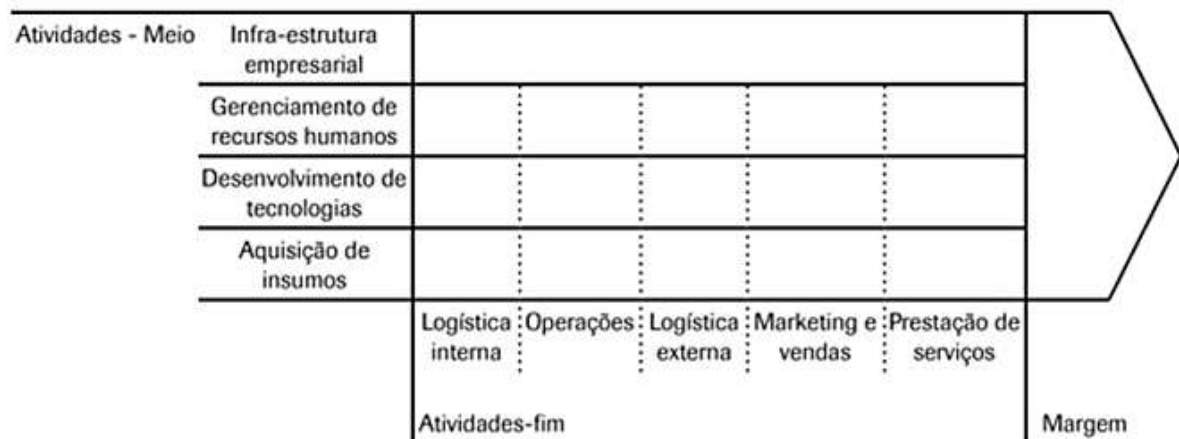 Atividades - Meio
Infra-estrutura
empresarial
Gerenciamento de
recursos humanos
Desenvolvimento de
tecnologias
Aquisição de
insumos
Logística
interna
Operações
Logística
externa
Marketing e
vendas
Prestação de
serviços
Atividades-fim
Margem